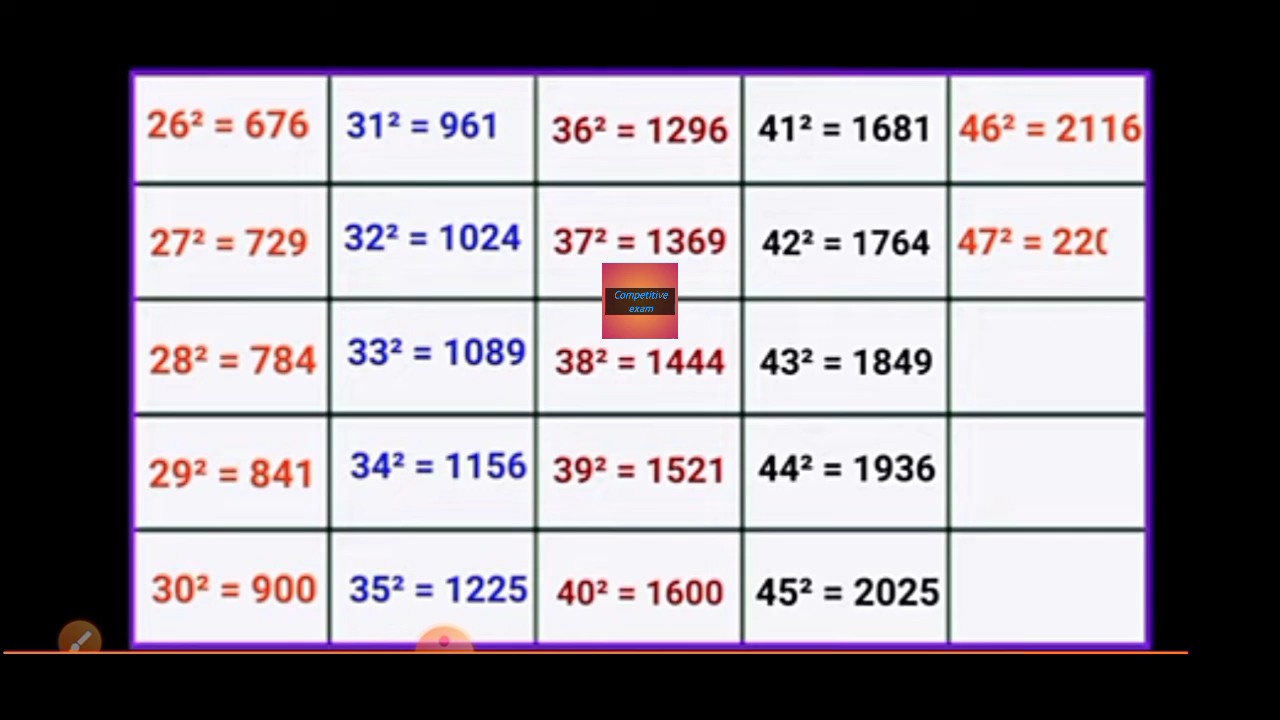 26² = 676 31² = 961 36² = 1296 41² = 1681 46² = 2116
27² = 729 32² = 1024 37² = 1369 42² = 1764 47² = 220
Competitive
exam
28² = 784 33² = 1089 38² = 1444 43² = 1849
29² = 841 34² = 1156 39² = 1521 44² = 1936
30² = 900 35² = 1225 40² = 1600 45² = 2025